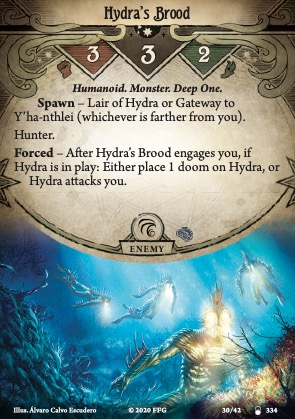 Hydra's Brood
3 3 2
Humanoid. Monster. Deep One.
Spawn – Lair of Hydra or Gateway to
Y'ha-nthlei (whichever is farther from you).
Hunter.
Forced – After Hydra's Brood engages you, if
Hydra is in play: Either place 1 doom on Hydra, or
Hydra attacks you.
ENEMY
Illus. Álvaro Calvo Escudero © 2020 FFG 30/42 334